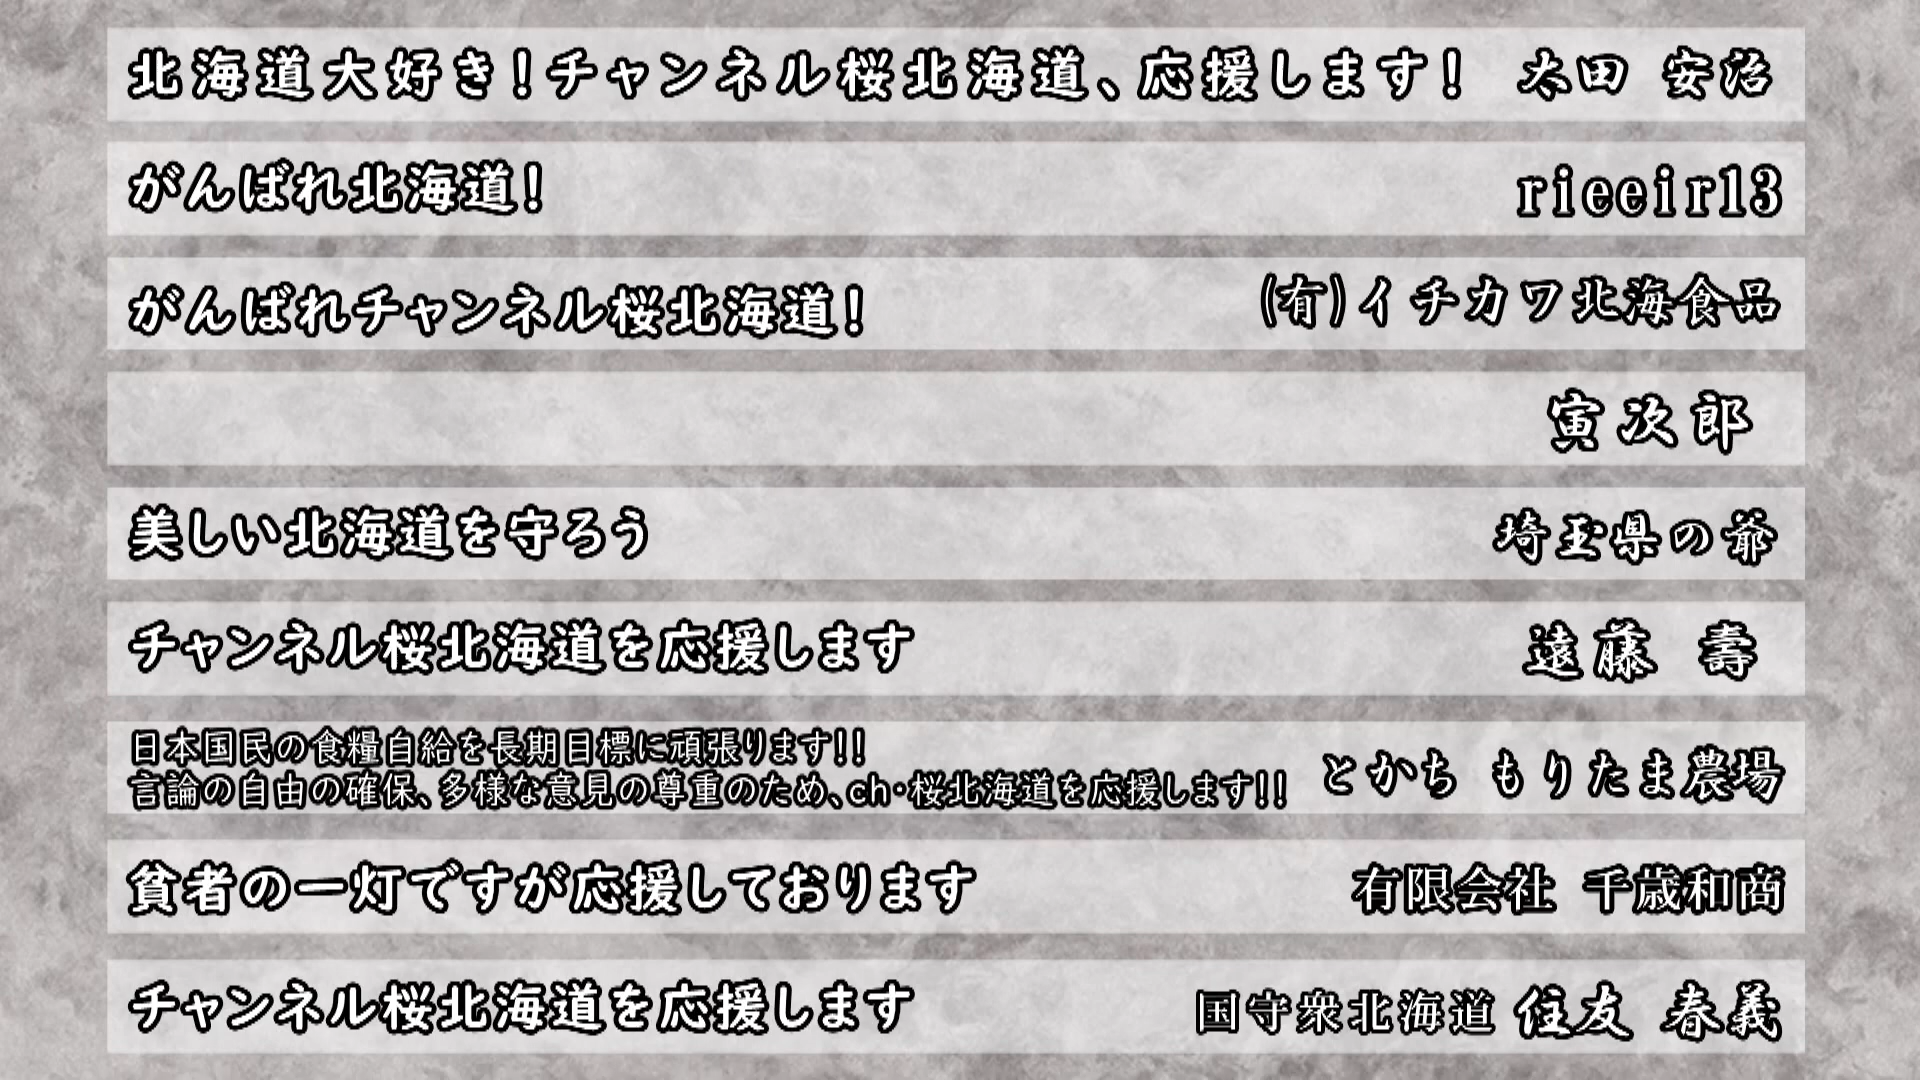 北海道大好き！チャンネル桜北海道、応援します！ 太田 安治
がんばれ北海道！ rieeir13
がんばれチャンネル桜北海道！ (有)イチカワ北海食品
寅次郎
美しい北海道を守ろう 埼玉県の爺
チャンネル桜北海道を応援します 遠藤 壽
日本国民の食糧自給を長期目標に頑張ります！！
言論の自由の確保、多様な意見の尊重のため、ch・桜北海道を応援します！！ とかち もりたま農場
貧者の一灯ですが応援しております 有限会社 千歳和商
チャンネル桜北海道を応援します 国守衆北海道 住友 春義